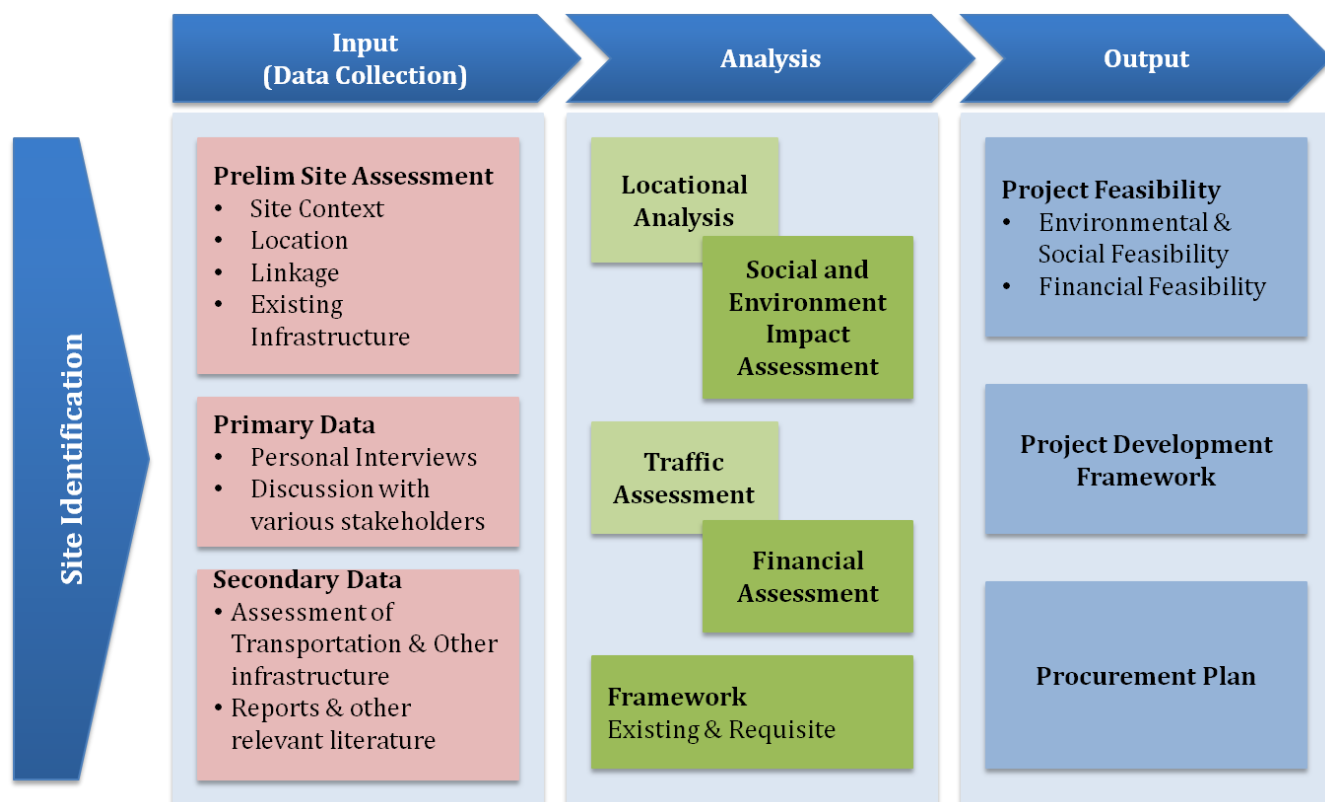 Input
(Data Collection)
Analysis
Output
Site Identification
Prelim Site Assessment
• Site Context
• Location
• Linkage
• Existing
Infrastructure
Primary Data
• Personal Interviews
• Discussion with
various stakeholders
Secondary Data
• Assessment of
Transportation & Other
infrastructure
• Reports & other
relevant literature
Locational
Analysis
Social and
Environment
Impact
Assessment
Traffic
Assessment
Financial
Assessment
Framework
Existing & Requisite
Project Feasibility
• Environmental &
Social Feasibility
• Financial Feasibility
Project Development
Framework
Procurement Plan